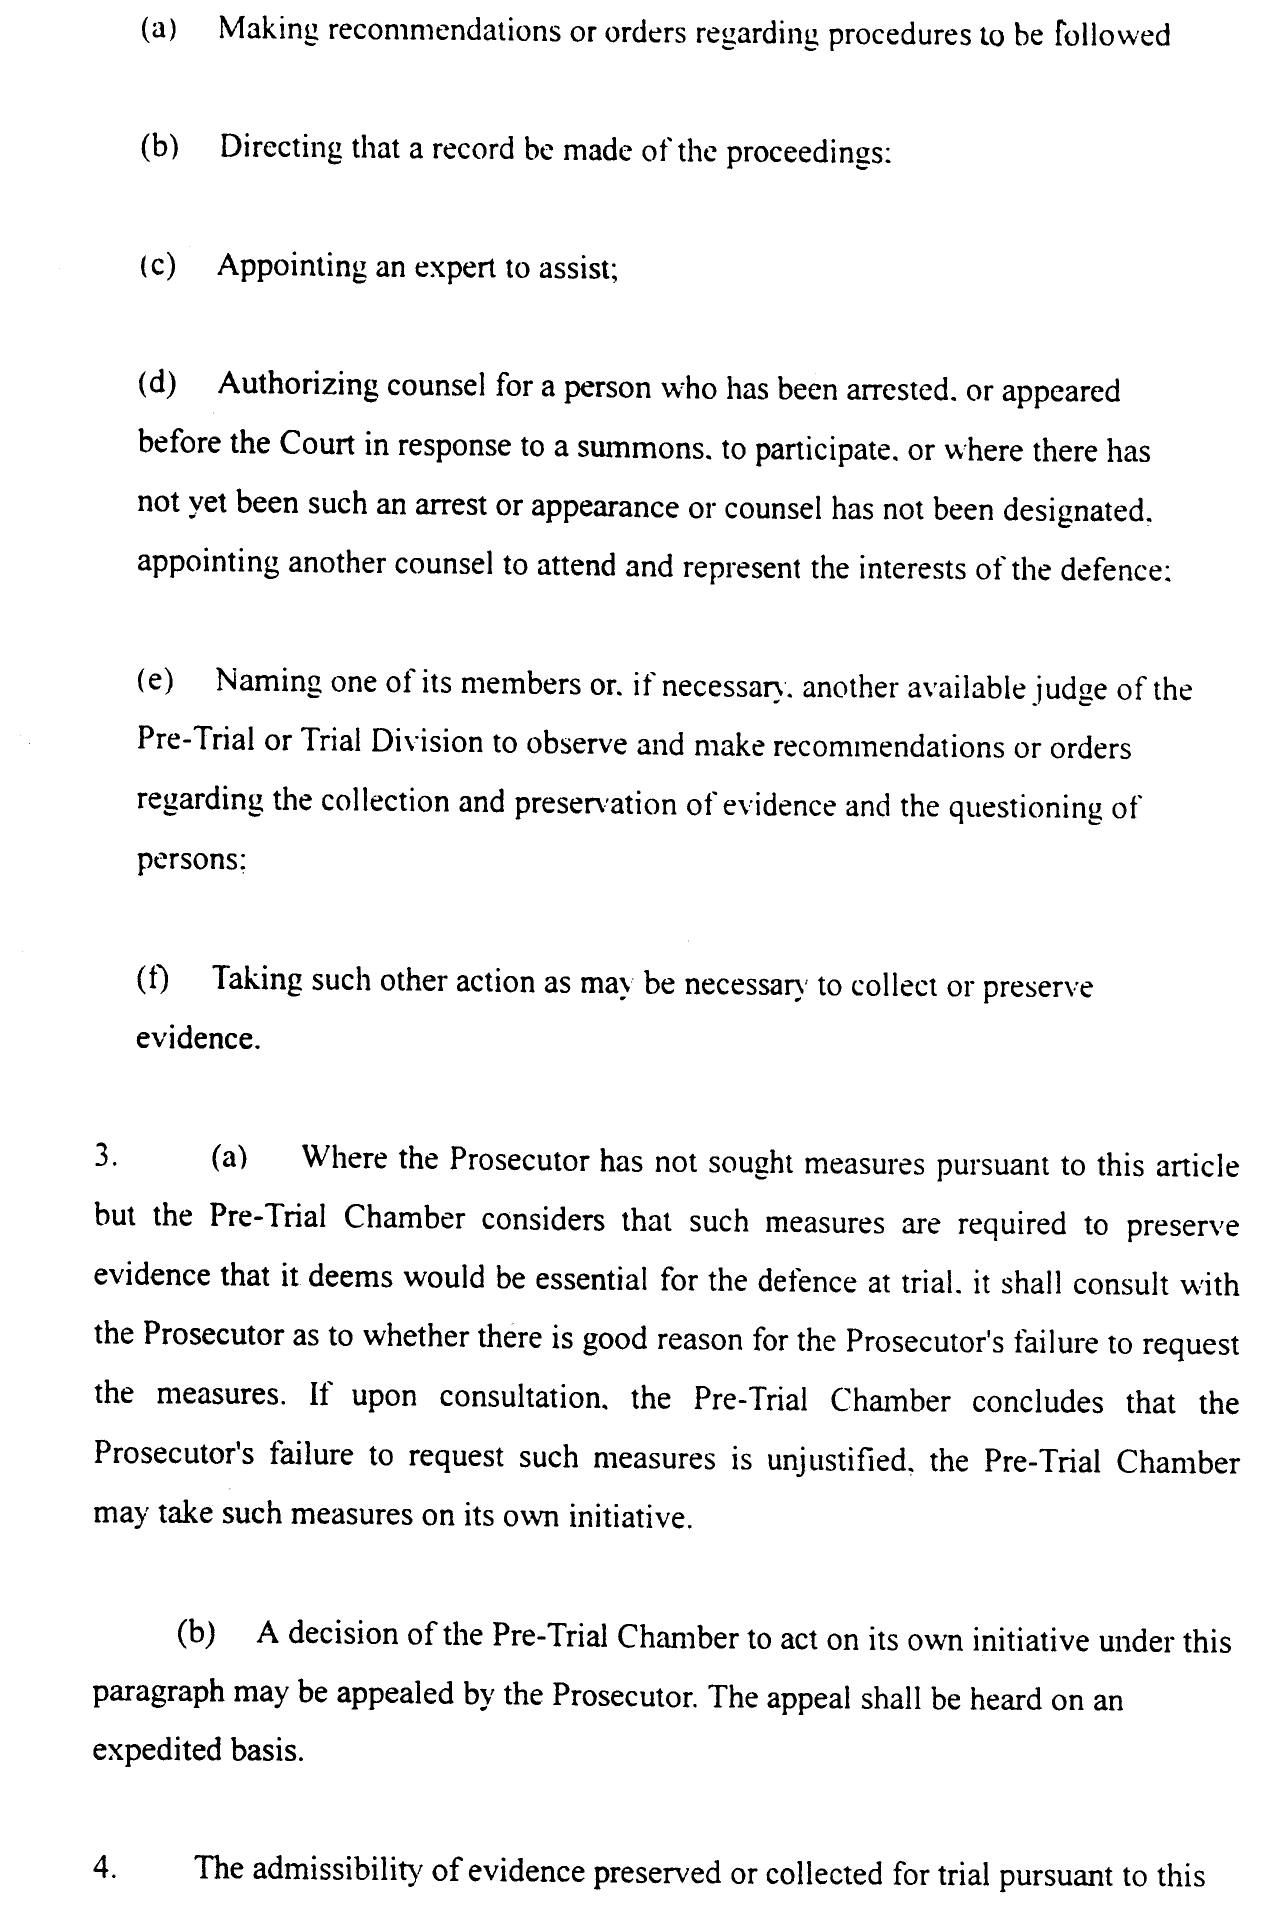 (a) Making recommendations or orders regarding procedures to be followed
(b) Directing that a record be made of the proceedings;
(c) Appointing an expert to assist;
(d) Authorizing counsel for a person who has been arrested, or appeared
before the Court in response to a summons, to participate, or where there has
not yet been such an arrest or appearance or counsel has not been designated,
appointing another counsel to attend and represent the interests of the defence;
(e) Naming one of its members or, if necessary, another available judge of the
Pre-Trial or Trial Division to observe and make recommendations or orders
regarding the collection and preservation of evidence and the questioning of
persons;
(f) Taking such other action as may be necessary to collect or preserve
evidence.
3. (a) Where the Prosecutor has not sought measures pursuant to this article
but the Pre-Trial Chamber considers that such measures are required to preserve
evidence that it deems would be essential for the defence at trial, it shall consult with
the Prosecutor as to whether there is good reason for the Prosecutor's failure to request
the measures. If upon consultation, the Pre-Trial Chamber concludes that the
Prosecutor's failure to request such measures is unjustified, the Pre-Trial Chamber
may take such measures on its own initiative.
(b) A decision of the Pre-Trial Chamber to act on its own initiative under this
paragraph may be appealed by the Prosecutor. The appeal shall be heard on an
expedited basis.
4. The admissibility of evidence preserved or collected for trial pursuant to this